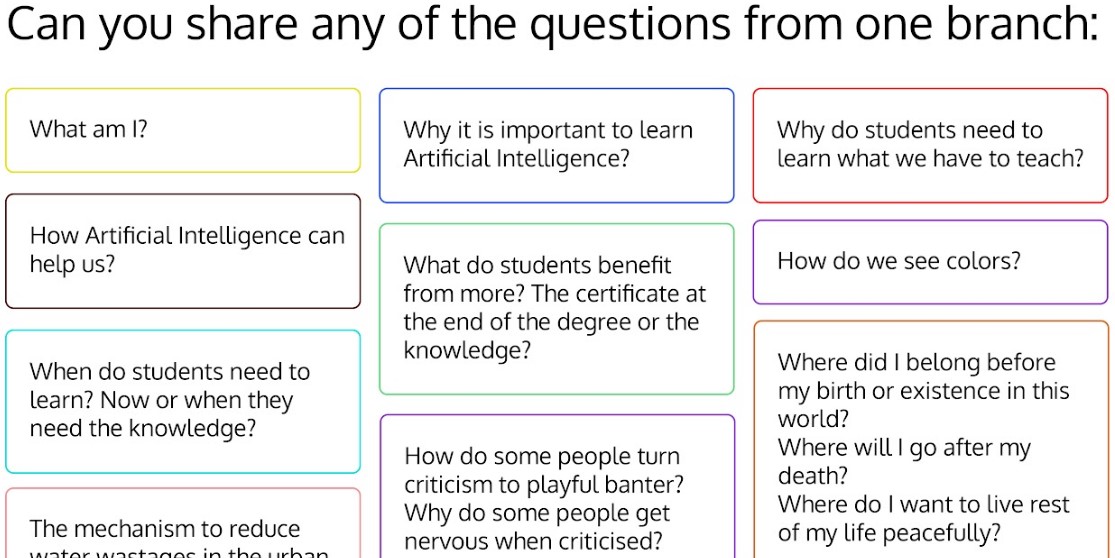 Can you share any of the questions from one branch:
What am I?
How Artificial Intelligence can
help us?
When do students need to
learn? Now or when they
need the knowledge?
The mechanism to reduce
water wastages in the urban
Why it is important to learn
Artificial Intelligence?
What do students benefit
from more? The certificate at
the end of the degree or the
knowledge?
How do some people turn
criticism to playful banter?
Why do some people get
nervous when criticised?
Why do students need to
learn what we have to teach?
How do we see colors?
Where did I belong before
my birth or existence in this
world?
Where will I go after my
death?
Where do I want to live rest
of my life peacefully?